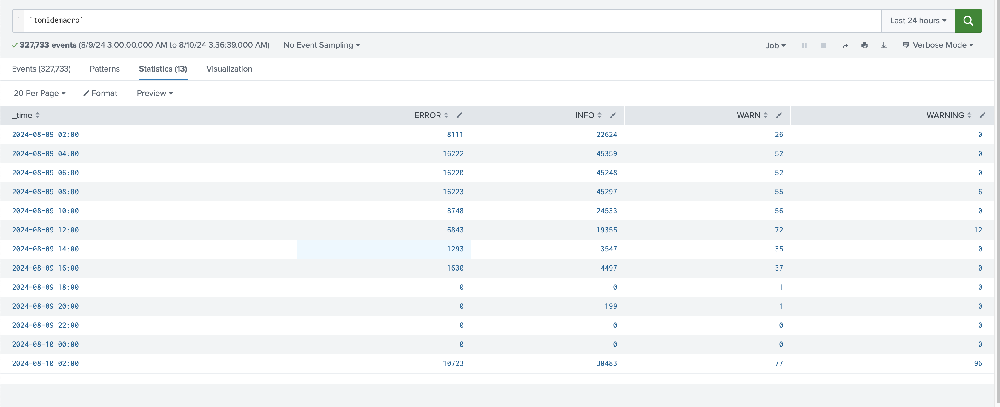 1 `tomidemacro` Last 24 hours
327,733 events (8/9/24 3:00:00.000 AM to 8/10/24 3:36:39.000 AM) No Event Sampling Job Verbose Mode
Events (327,733) Patterns Statistics (13) Visualization
20 Per Page Format Preview
_time ERROR INFO WARN WARNING
2024-08-09 02:00 8111 22624 26 0
2024-08-09 04:00 16222 45359 52 0
2024-08-09 06:00 16220 45248 52 0
2024-08-09 08:00 16223 45297 55 6
2024-08-09 10:00 8748 24533 56 0
2024-08-09 12:00 6843 19355 72 12
2024-08-09 14:00 1293 3547 35 0
2024-08-09 16:00 1630 4497 37 0
2024-08-09 18:00 0 0 1 0
2024-08-09 20:00 0 199 1 0
2024-08-09 22:00 0 0 0 0
2024-08-10 00:00 0 0 0 0
2024-08-10 02:00 10723 30483 77 96